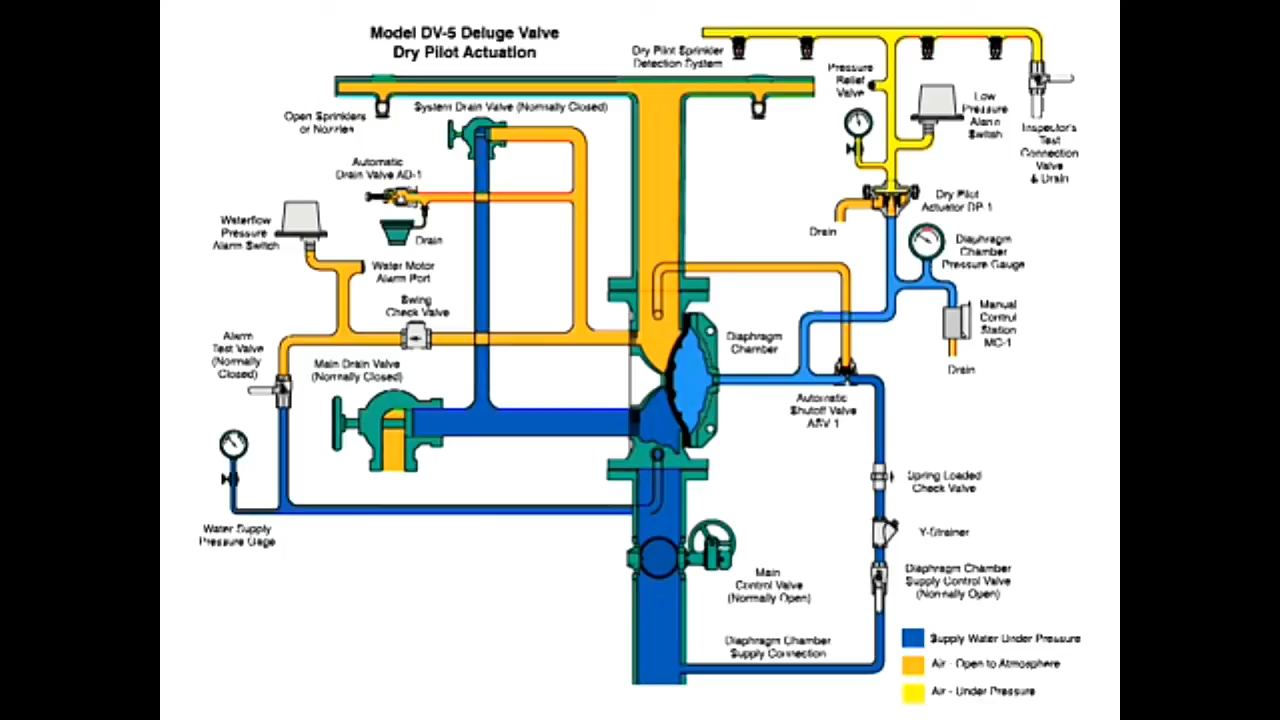 Model DV-5 Deluge Valve
Dry Pilot Actuation
Dry Pilot Sprinkler
Detection System
Pressure
Relief
Valve
Low
Pressure
Alarm
Switch
Inspector's
Test
Connection
Valve
& Drain
Open Sprinklers
or Nozzles
System Drain Valve (Normally Closed)
Automatic
Drain Valve AD-1
Drain
Waterflow
Pressure
Alarm Switch
Water Motor
Alarm Port
Swing
Check Valve
Alarm
Test Valve
(Normally
Closed)
Main Drain Valve
(Normally Closed)
Dry Pilot
Actuator DP-1
Drain
Diaphragm
Chamber
Pressure Gauge
Manual
Control
Station
MC-1
Drain
Diaphragm
Chamber
Automatic
Shutoff Valve
ASV-1
Spring Loaded
Check Valve
Y-Strainer
Diaphragm Chamber
Supply Control Valve
(Normally Open)
Water Supply
Pressure Gage
Main
Control Valve
(Normally Open)
Diaphragm Chamber
Supply Connection
Supply Water Under Pressure
Air - Open to Atmosphere
Air - Under Pressure